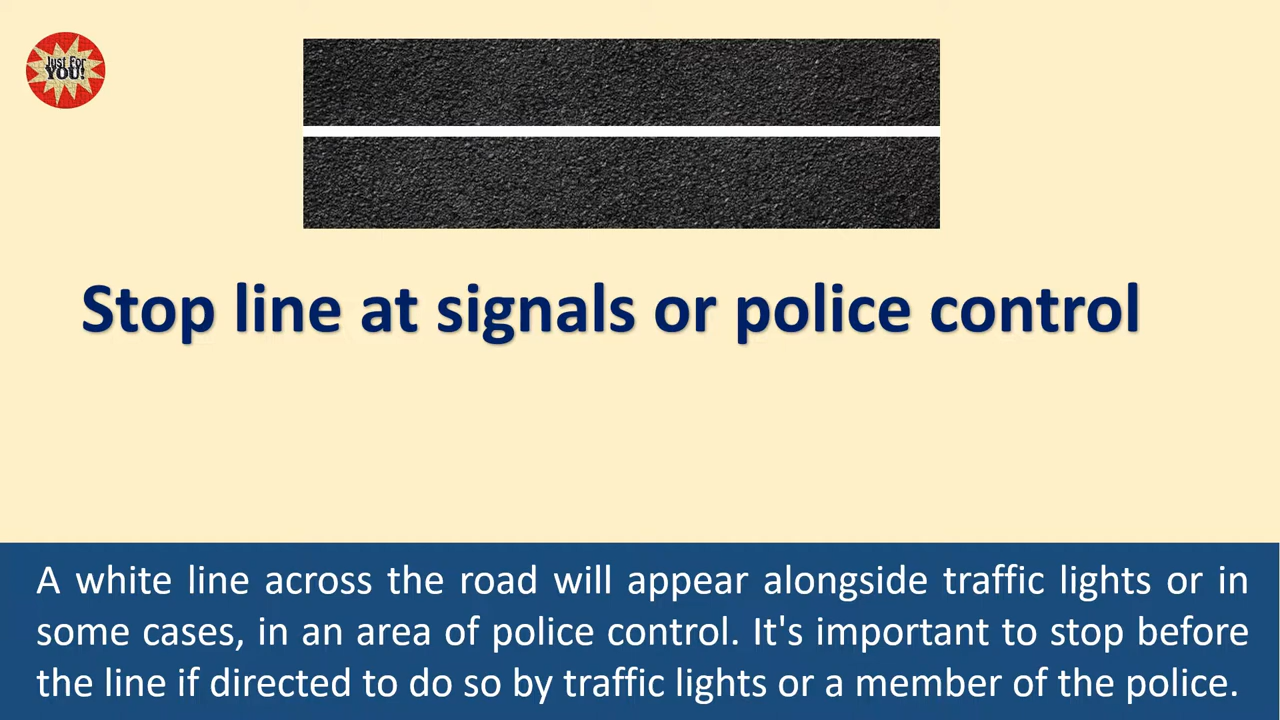 Just For
YOU!
Stop line at signals or police control
A white line across the road will appear alongside traffic lights or in
some cases, in an area of police control. It's important to stop before
the line if directed to do so by traffic lights or a member of the police.